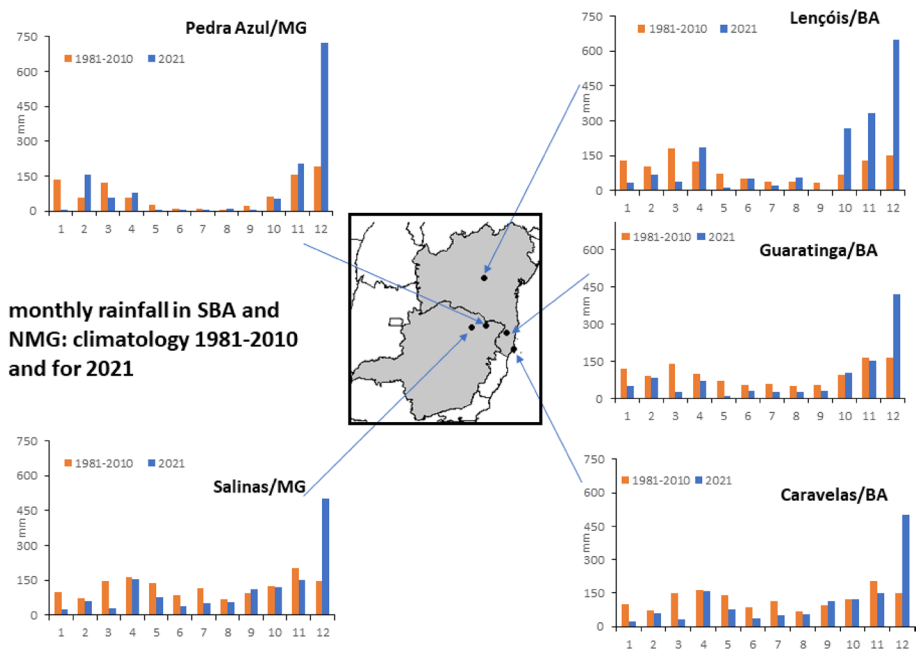 Pedra Azul/MG
750
600
450
300
150
0
mm
1981-2010 2021
1 2 3 4 5 6 7 8 9 10 11 12
Lençóis/BA
750
600
450
300
150
0
mm
1981-2010 2021
1 2 3 4 5 6 7 8 9 10 11 12
Guaratinga/BA
600
450
300
150
0
mm
1981-2010 2021
1 2 3 4 5 6 7 8 9 10 11 12
monthly rainfall in SBA and
NMG: climatology 1981-2010
and for 2021
Salinas/MG
750
600
450
300
150
0
mm
1981-2010 2021
1 2 3 4 5 6 7 8 9 10 11 12
Caravelas/BA
750
600
450
300
150
0
mm
1981-2010 2021
1 2 3 4 5 6 7 8 9 10 11 12